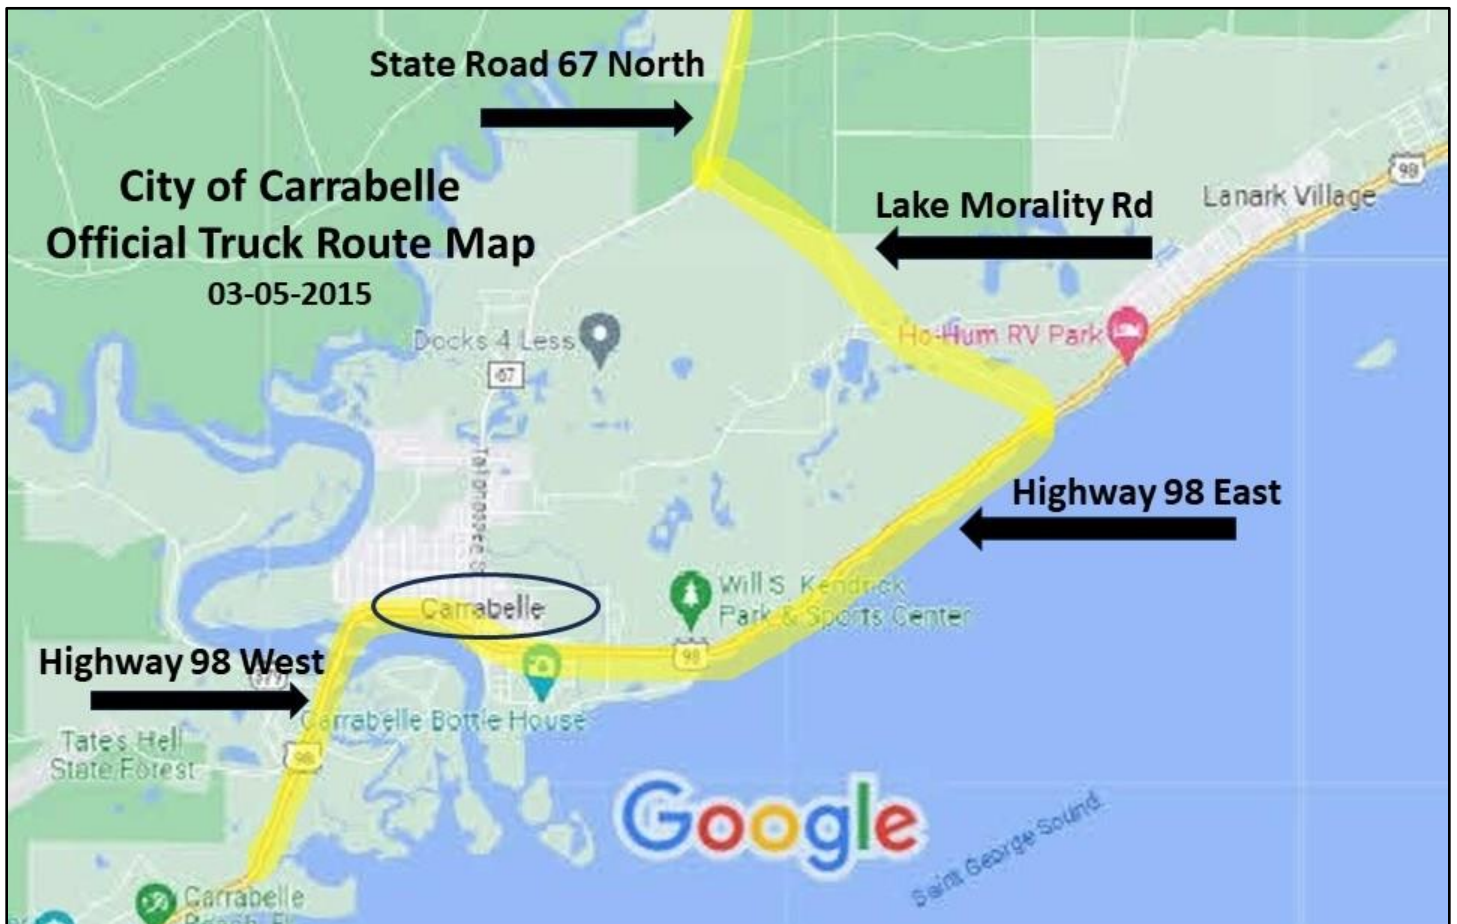 State Road 67 North
City of Carrabelle
Official Truck Route Map
03-05-2015
Lake Morality Rd
98
Lanark Village
Docks 4 Less
Ho-Hum RV Park
67
Highway 98 East
Will S. Kendrick
Park & Sports Center
Carrabelle
98
Highway 98 West
Carrabelle Bottle House
Tate's Hell
State Forest
98
Google
Saint George Sound
Carrabelle